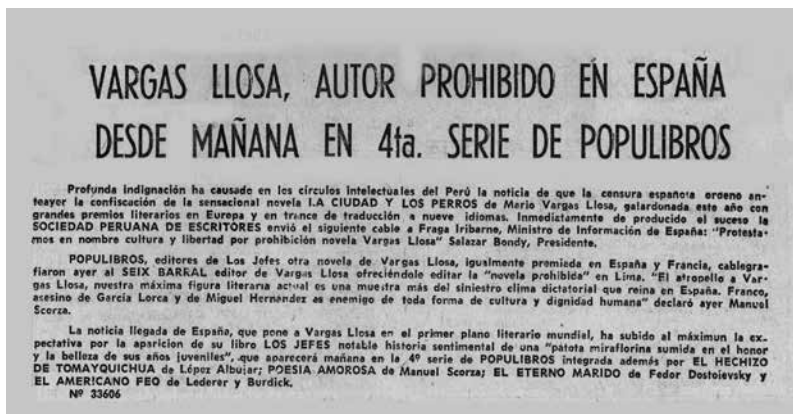 VARGAS LLOSA, AUTOR PROHIBIDO EN ESPAÑA
DESDE MAÑANA EN 4ta. SERIE DE POPULIBROS
Profunda indignación ha causado en los círculos intelectuales del Perú la noticia de que la censura española ordeno an-
teayer la confiscación de la sensacional novela LA CIUDAD Y LOS PERROS de Mario Vargas Llosa, galardonada este año con
grandes premios literarios en Europa y en trance de traducción a nueve idiomas. Inmediatamente de producido el suceso la
SOCIEDAD PERUANA DE ESCRITORES envió el siguiente cable a Fraga Iribarne, Ministro de Información de España: "Protesta-
mos en nombre cultura y libertad por prohibición novela Vargas Llosa" Salazar Bondy, Presidente.
POPULIBROS, editores de Los Jefes otra novela de Vargas Llosa, igualmente premiada en España y Francia, cablegra-
fiaron ayer al SEIX BARRAL editor de Vargas Llosa ofreciéndole editar la "novela prohibida" en Lima. "El atropello a Var-
gas Llosa, nuestra máxima figura literaria actual es una muestra más del siniestro clima dictatorial que reina en España. Franco,
asesino de García Lorca y de Miguel Hernandez as enemigo de toda forma de cultura y dignidad humana" declaró ayer Manuel
Scorza.
La noticia llegada de España, que pone a Vargas Llosa en el primer plano literario mundial, ha subido al máximun la ex-
pectativa por la aparicion de su libro LOS JEFES notable historia sentimental de una "patota miraflorina sumida en el honor
y la belleza de sus años juveniles", que aparecerá mañana en la 4º serie de POPULIBROS integrada además por EL HECHIZO
DE TOMAYQUICHUA de López Albujar; POESIA AMOROSA de Manuel Scorza; EL ETERNO MARIDO de Fedor Dostoievsky y
EL AMERICANO FEO de Lederer y Burdick.
Nº 33606